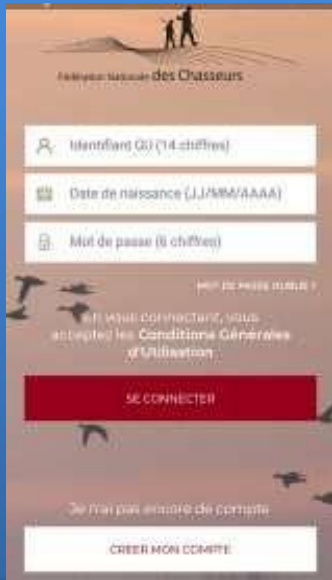 Fédération Nationale des Chasseurs
Identifiant GU (14 chiffres)
Date de naissance (JJ/MM/AAAA)
Mot de passe (6 chiffres)
MOT DE PASSE OUBLIÉ ?
En vous connectant, vous
acceptez les Conditions Générales
d'Utilisation
SE CONNECTER
Je n'ai pas encore de compte
CRÉER MON COMPTE